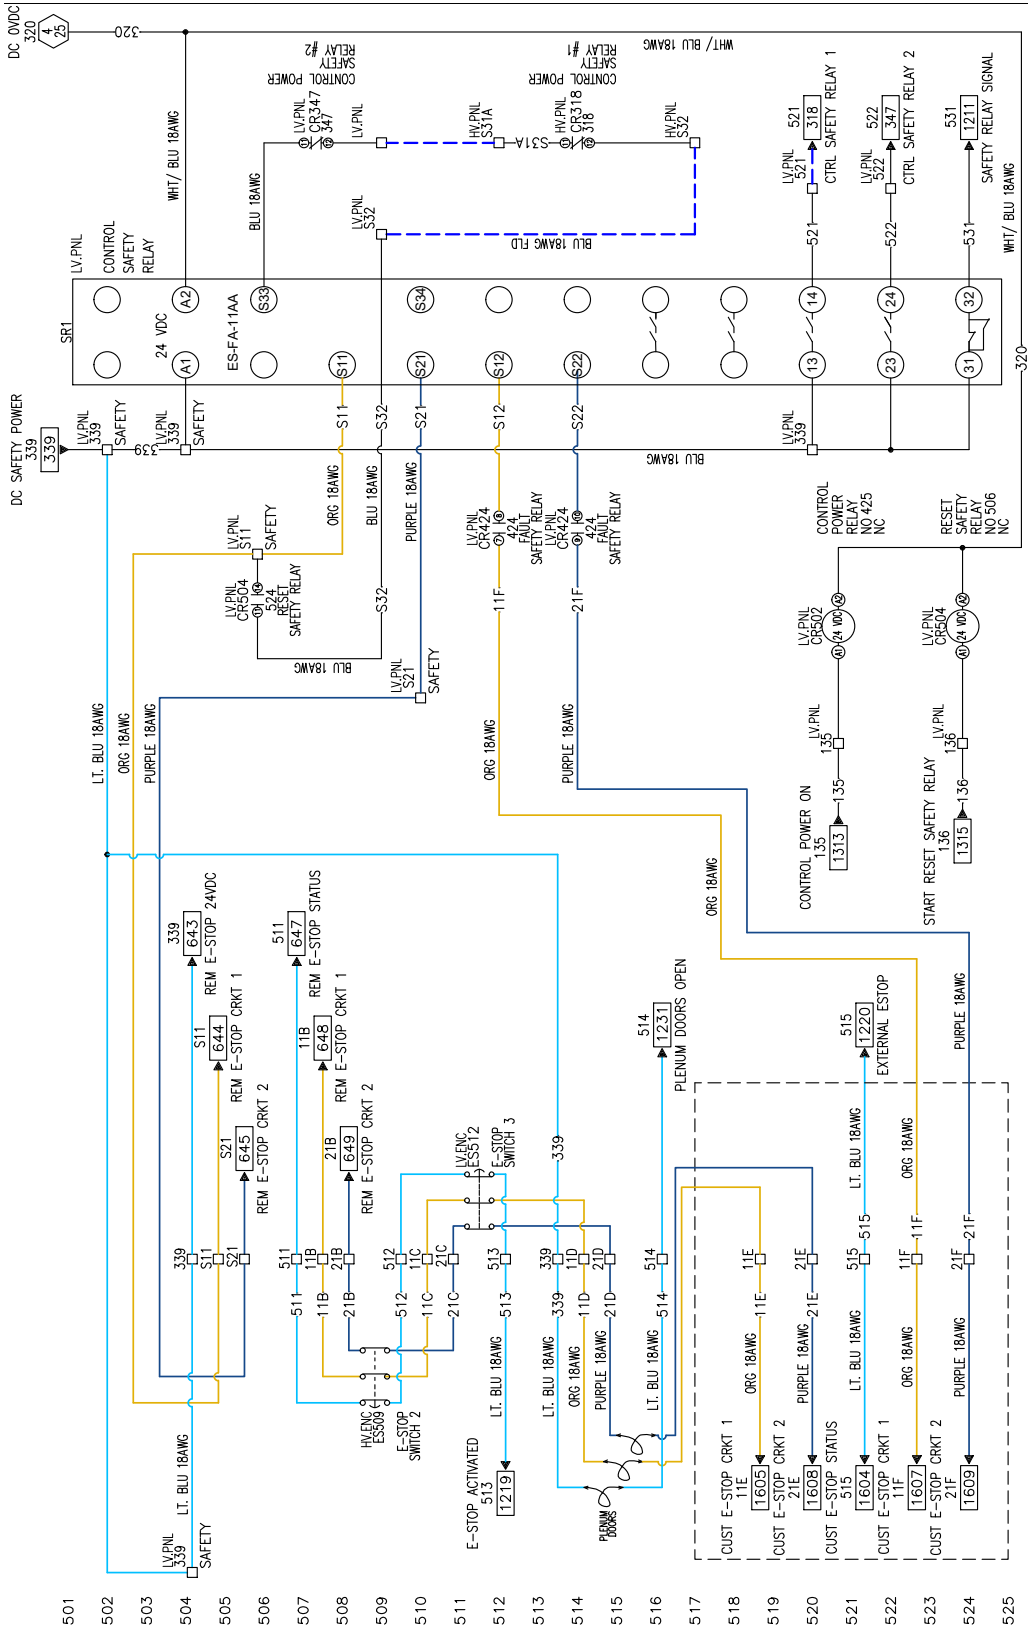 DC 0VDC
320
4
25
320
WHT/ BLU 18AWG
WHT/ BLU 18AWG
CONTROL POWER
SAFETY
RELAY #2
LV.PNL
CR347
347
11
12
LV.PNL
HV.PNL
S31A
S31A
CONTROL POWER
SAFETY
RELAY #1
HV.PNL
CR318
318
11
12
HV.PNL
S32
BLU 18AWG
LV.PNL
S32
BLU 18AWG FLD
521
318
CTRL SAFETY RELAY 1
LV.PNL
521
521
522
347
CTRL SAFETY RELAY 2
LV.PNL
522
522
531
1211
SAFETY RELAY SIGNAL
531
WHT/ BLU 18AWG
320
LV.PNL
CONTROL
SAFETY
RELAY
SR1
24 VDC
ES-FA-11AA
A2
A1
S33
S11
S34
S21
S12
S22
14
13
24
23
32
31
DC SAFETY POWER
339
339
LV.PNL
339
SAFETY
339
LV.PNL
339
SAFETY
BLU 18AWG
LV.PNL
339
S11
ORG 18AWG
S32
BLU 18AWG
S21
PURPLE 18AWG
S12
S22
LV.PNL
S11
SAFETY
LV.PNL
CR504
524
RESET
SAFETY RELAY
11
14
S32
BLU 18AWG
LV.PNL
S21
SAFETY
LV.PNL
CR424
424
FAULT
SAFETY RELAY
7
8
LV.PNL
CR424
424
FAULT
SAFETY RELAY
9
10
11F
21F
ORG 18AWG
PURPLE 18AWG
CONTROL
POWER
RELAY
NO 425
NC
RESET
SAFETY
RELAY
NO 506
NC
LV.PNL
CR502
A1
24 VDC
A2
LV.PNL
CR504
A1
24 VDC
A2
LV.PNL
135
135
CONTROL POWER ON
135
1313
LV.PNL
136
136
START RESET SAFETY RELAY
136
1315
LT. BLU 18AWG
ORG 18AWG
PURPLE 18AWG
339
643
REM E-STOP 24VDC
S11
644
REM E-STOP CRKT 1
S21
645
REM E-STOP CRKT 2
511
647
REM E-STOP STATUS
11B
648
REM E-STOP CRKT 1
21B
649
REM E-STOP CRKT 2
339
S11
S21
511
11B
21B
511
11B
21B
512
11C
21C
512
11C
21C
LV.ENC
ES512
E-STOP
SWITCH 3
HV.ENC
ES509
E-STOP
SWITCH 2
513
513
LT. BLU 18AWG
E-STOP ACTIVATED
513
1219
339
339
11D
21D
339
11D
21D
LT. BLU 18AWG
ORG 18AWG
PURPLE 18AWG
LT. BLU 18AWG
PLENUM
DOORS
514
514
514
1231
PLENUM DOORS OPEN
ORG 18AWG
PURPLE 18AWG
515
1220
EXTERNAL ESTOP
LT. BLU 18AWG
ORG 18AWG
515
11F
21F
11E
21E
515
11F
21F
11E
21E
ORG 18AWG
PURPLE 18AWG
LT. BLU 18AWG
ORG 18AWG
PURPLE 18AWG
CUST E-STOP CRKT 1
11E
1605
CUST E-STOP CRKT 2
21E
1608
CUST E-STOP STATUS
515
1604
CUST E-STOP CRKT 1
11F
1607
CUST E-STOP CRKT 2
21F
1609
LT. BLU 18AWG
LV.PNL
339
SAFETY
501
502
503
504
505
506
507
508
509
510
511
512
513
514
515
516
517
518
519
520
521
522
523
524
525